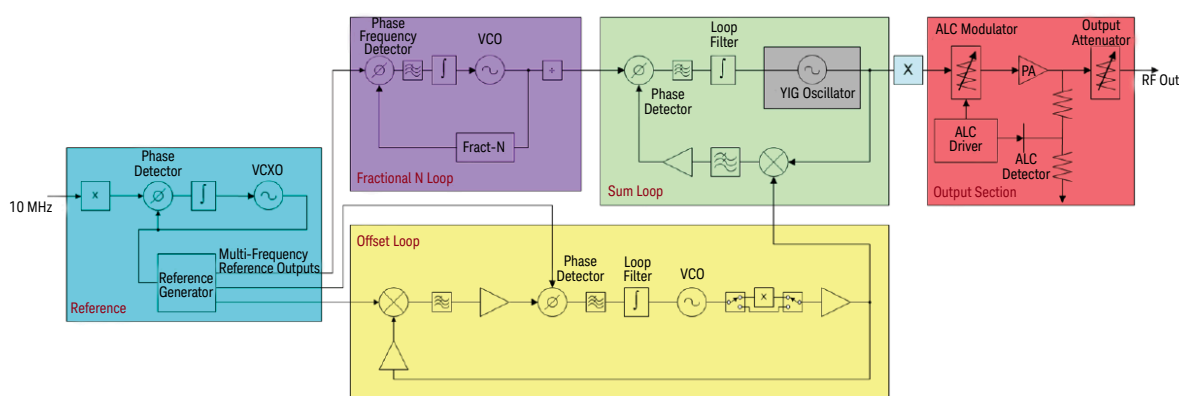 Phase
Frequency
Detector
VCO
Fract-N
Fractional N Loop
Loop
Filter
Phase
Detector
YIG Oscillator
Sum Loop
X
ALC Modulator
Output
Attenuator
PA
RF Out
ALC
Driver
ALC
Detector
Output Section
10 MHz
X
Phase
Detector
VCXO
Multi-Frequency
Reference Outputs
Reference
Generator
Reference
Offset Loop
Phase
Detector
Loop
Filter
VCO
X